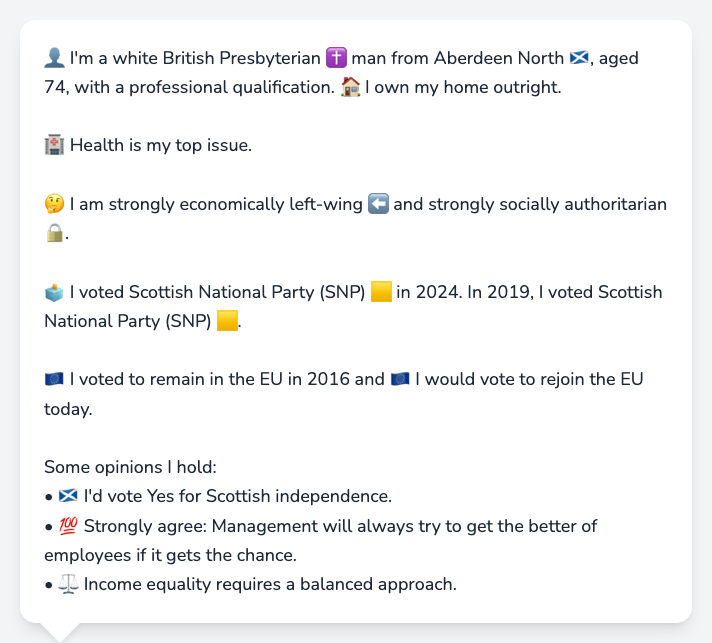 👤 I'm a white British Presbyterian ✝️ man from Aberdeen North 🏴󠁧󠁢󠁳󠁣󠁴󠁿, aged
74, with a professional qualification. 🏠 I own my home outright.
🏥 Health is my top issue.
🤔 I am strongly economically left-wing ⬅️ and strongly socially authoritarian
🔒.
🗳️ I voted Scottish National Party (SNP) 🟨 in 2024. In 2019, I voted Scottish
National Party (SNP) 🟨.
🇪🇺 I voted to remain in the EU in 2016 and 🇪🇺 I would vote to rejoin the EU
today.
Some opinions I hold:
• 🏴󠁧󠁢󠁳󠁣󠁴󠁿 I'd vote Yes for Scottish independence.
• 💯 Strongly agree: Management will always try to get the better of
employees if it gets the chance.
• ⚖️ Income equality requires a balanced approach.